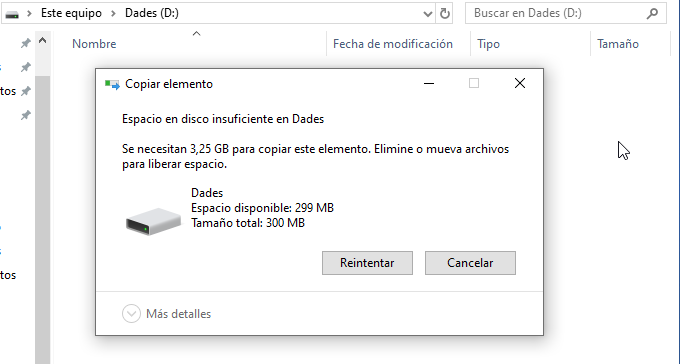 Este equipo > Dades (D:)
Buscar en Dades (D:)
Nombre
Fecha de modificación
Tipo
Tamaño
tos
tos
Copiar elemento
Espacio en disco insuficiente en Dades
Se necesitan 3,25 GB para copiar este elemento. Elimine o mueva archivos
para liberar espacio.
Dades
Espacio disponible: 299 MB
Tamaño total: 300 MB
Reintentar
Cancelar
Más detalles